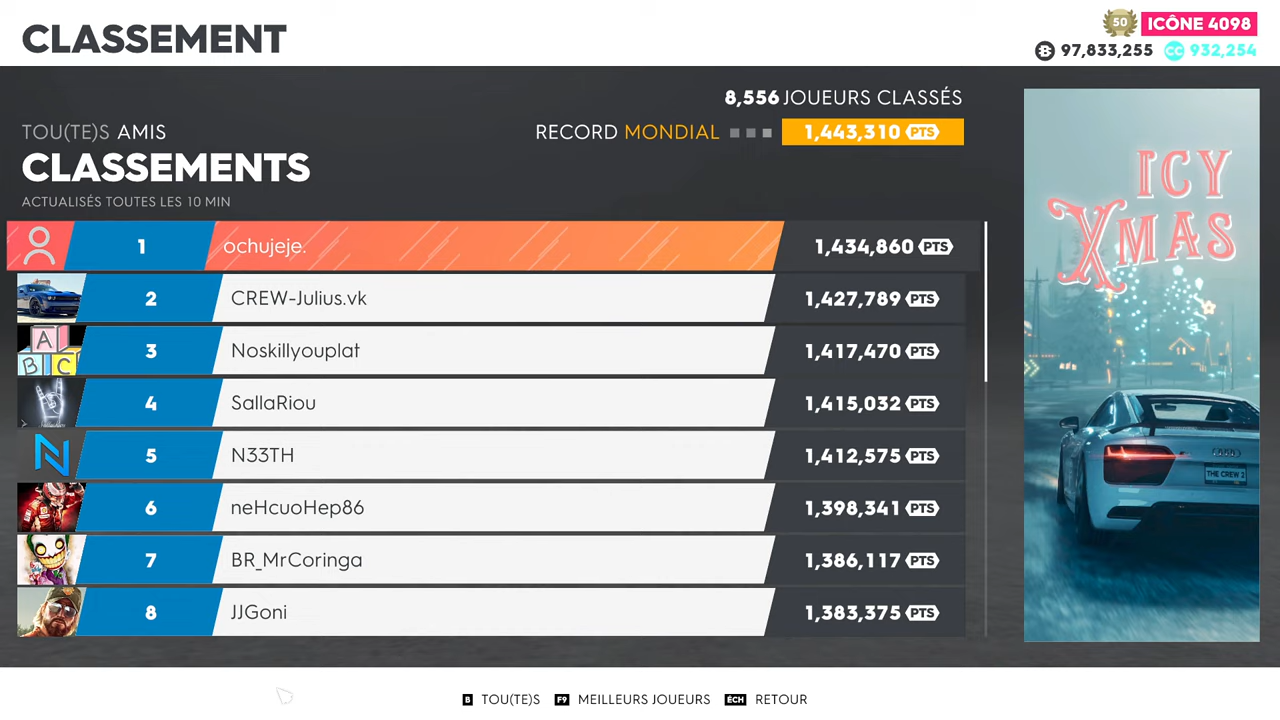 CLASSEMENT
50 ICÔNE 4098
97,833,255 CC 932,254
8,556 JOUEURS CLASSÉS
TOU(TE)S AMIS
RECORD MONDIAL 1,443,310 PTS
CLASSEMENTS
ACTUALISÉS TOUTES LES 10 MIN
1 ochujeje. 1,434,860 PTS
2 CREW-Julius.vk 1,427,789 PTS
3 Noskillyouplat 1,417,470 PTS
4 SallaRiou 1,415,032 PTS
5 N33TH 1,412,575 PTS
6 neHcuoHep86 1,398,341 PTS
7 BR_MrCoringa 1,386,117 PTS
8 JJGoni 1,383,375 PTS
A
B C
N
ICY
XMAS
THE CREW 2
B TOU(TE)S F9 MEILLEURS JOUEURS ÉCH RETOUR